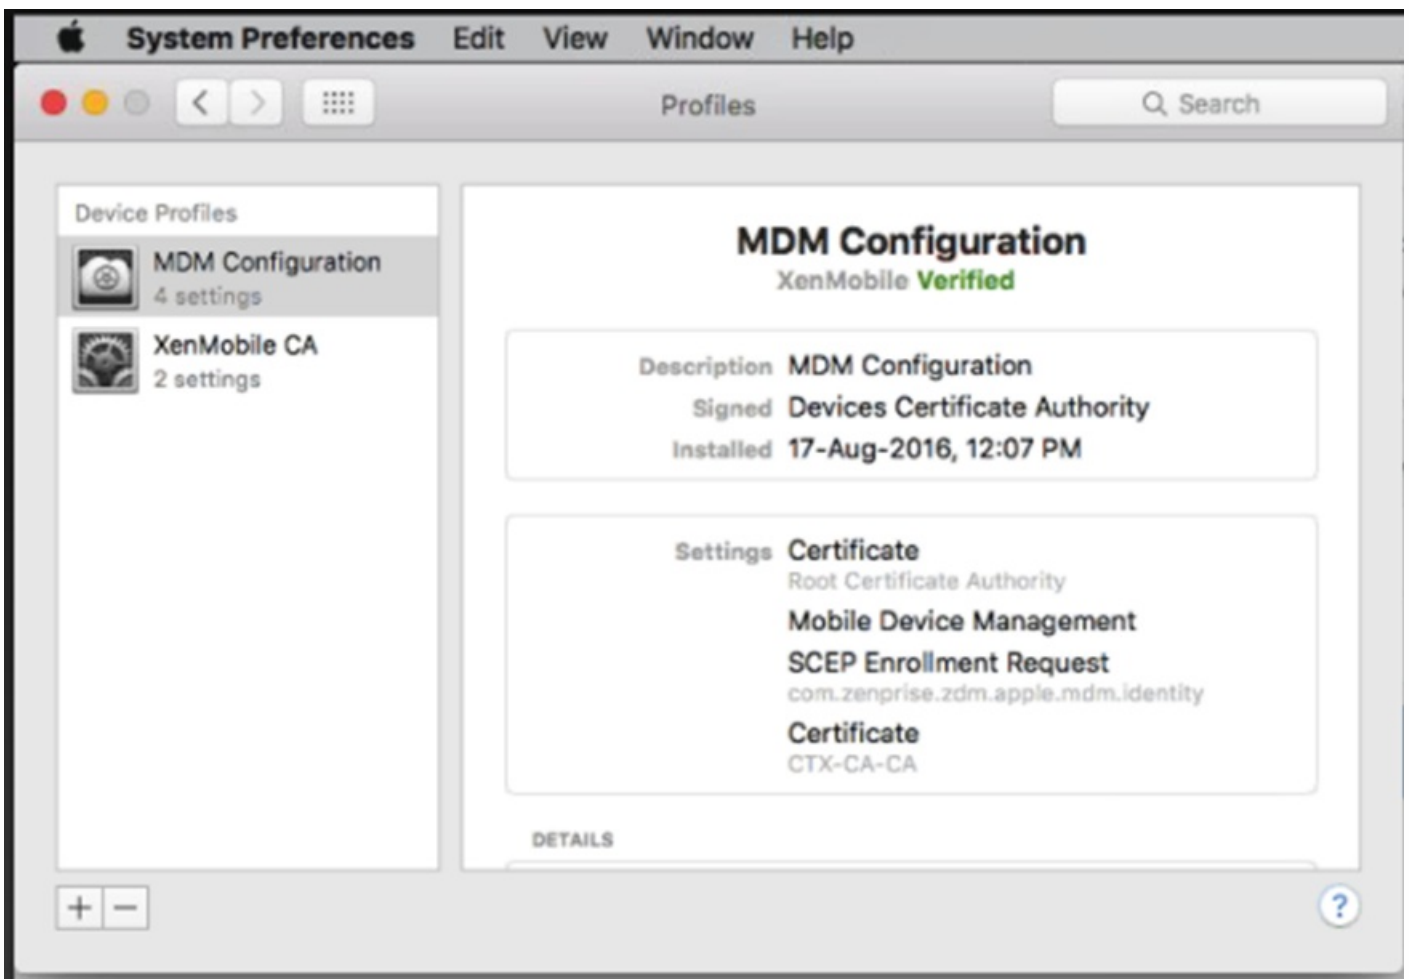 System Preferences Edit View Window Help
Profiles
Search
Device Profiles
MDM Configuration
4 settings
XenMobile CA
2 settings
MDM Configuration
XenMobile Verified
Description MDM Configuration
Signed Devices Certificate Authority
Installed 17-Aug-2016, 12:07 PM
Settings Certificate
Root Certificate Authority
Mobile Device Management
SCEP Enrollment Request
com.zenprise.zdm.apple.mdm.identity
Certificate
CTX-CA-CA
DETAILS
+ −
?